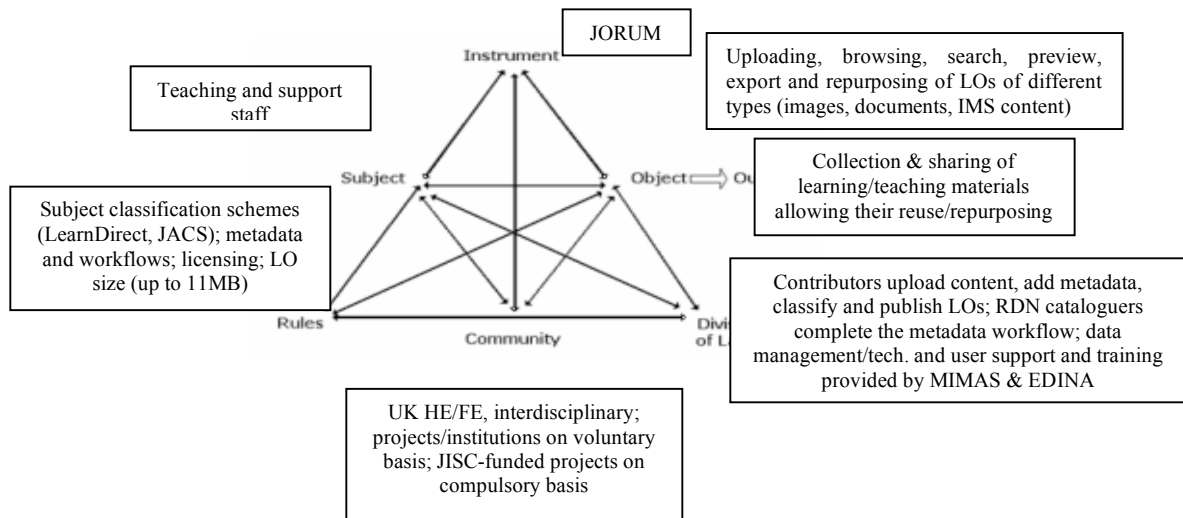 JORUM
Instrument
Uploading, browsing, search, preview,
export and repurposing of LOs of different
types (images, documents, IMS content)
Teaching and support
staff
Subject
Object
Collection & sharing of
learning/teaching materials
allowing their reuse/repurposing
Subject classification schemes
(LearnDirect, JACS); metadata
and workflows; licensing; LO
size (up to 11MB)
Contributors upload content, add metadata,
classify and publish LOs; RDN cataloguers
complete the metadata workflow; data
management/tech. and user support and training
provided by MIMAS & EDINA
Rules
Community
of
UK HE/FE, interdisciplinary;
projects/institutions on voluntary
basis; JISC-funded projects on
compulsory basis